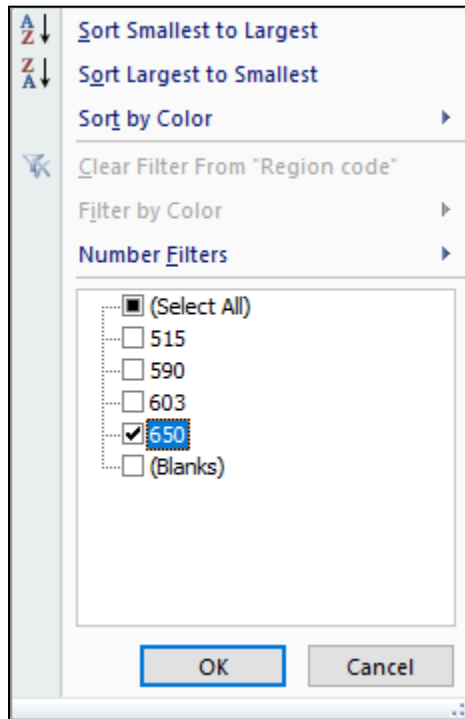 Sort Smallest to Largest
Sort Largest to Smallest
Sort by Color
Clear Filter From "Region code"
Filter by Color
Number Filters
(Select All)
515
590
603
650
(Blanks)
OK Cancel